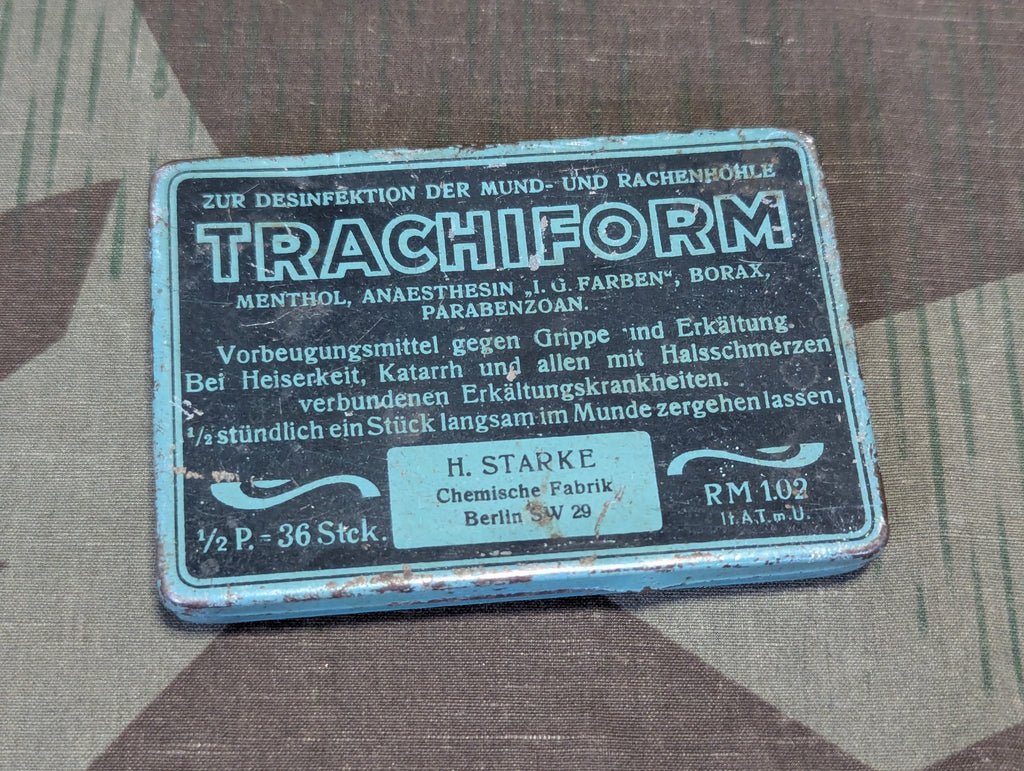 ZUR DESINFEKTION DER MUND- UND RACHENHÖHLE
TRACHIFORM
MENTHOL, ANAESTHESIN „I. G. FARBEN“, BORAX,
PARABENZOAN.
Vorbeugungsmittel gegen Grippe und Erkältung.
Bei Heiserkeit, Katarrh und allen mit Halsschmerzen
verbundenen Erkältungskrankheiten.
½ stündlich ein Stück langsam im Munde zergehen lassen.
H. STARKE
Chemische Fabrik
Berlin SW 29
½ P. = 36 Stck.
RM 1.02
lt. A.T. m. U.